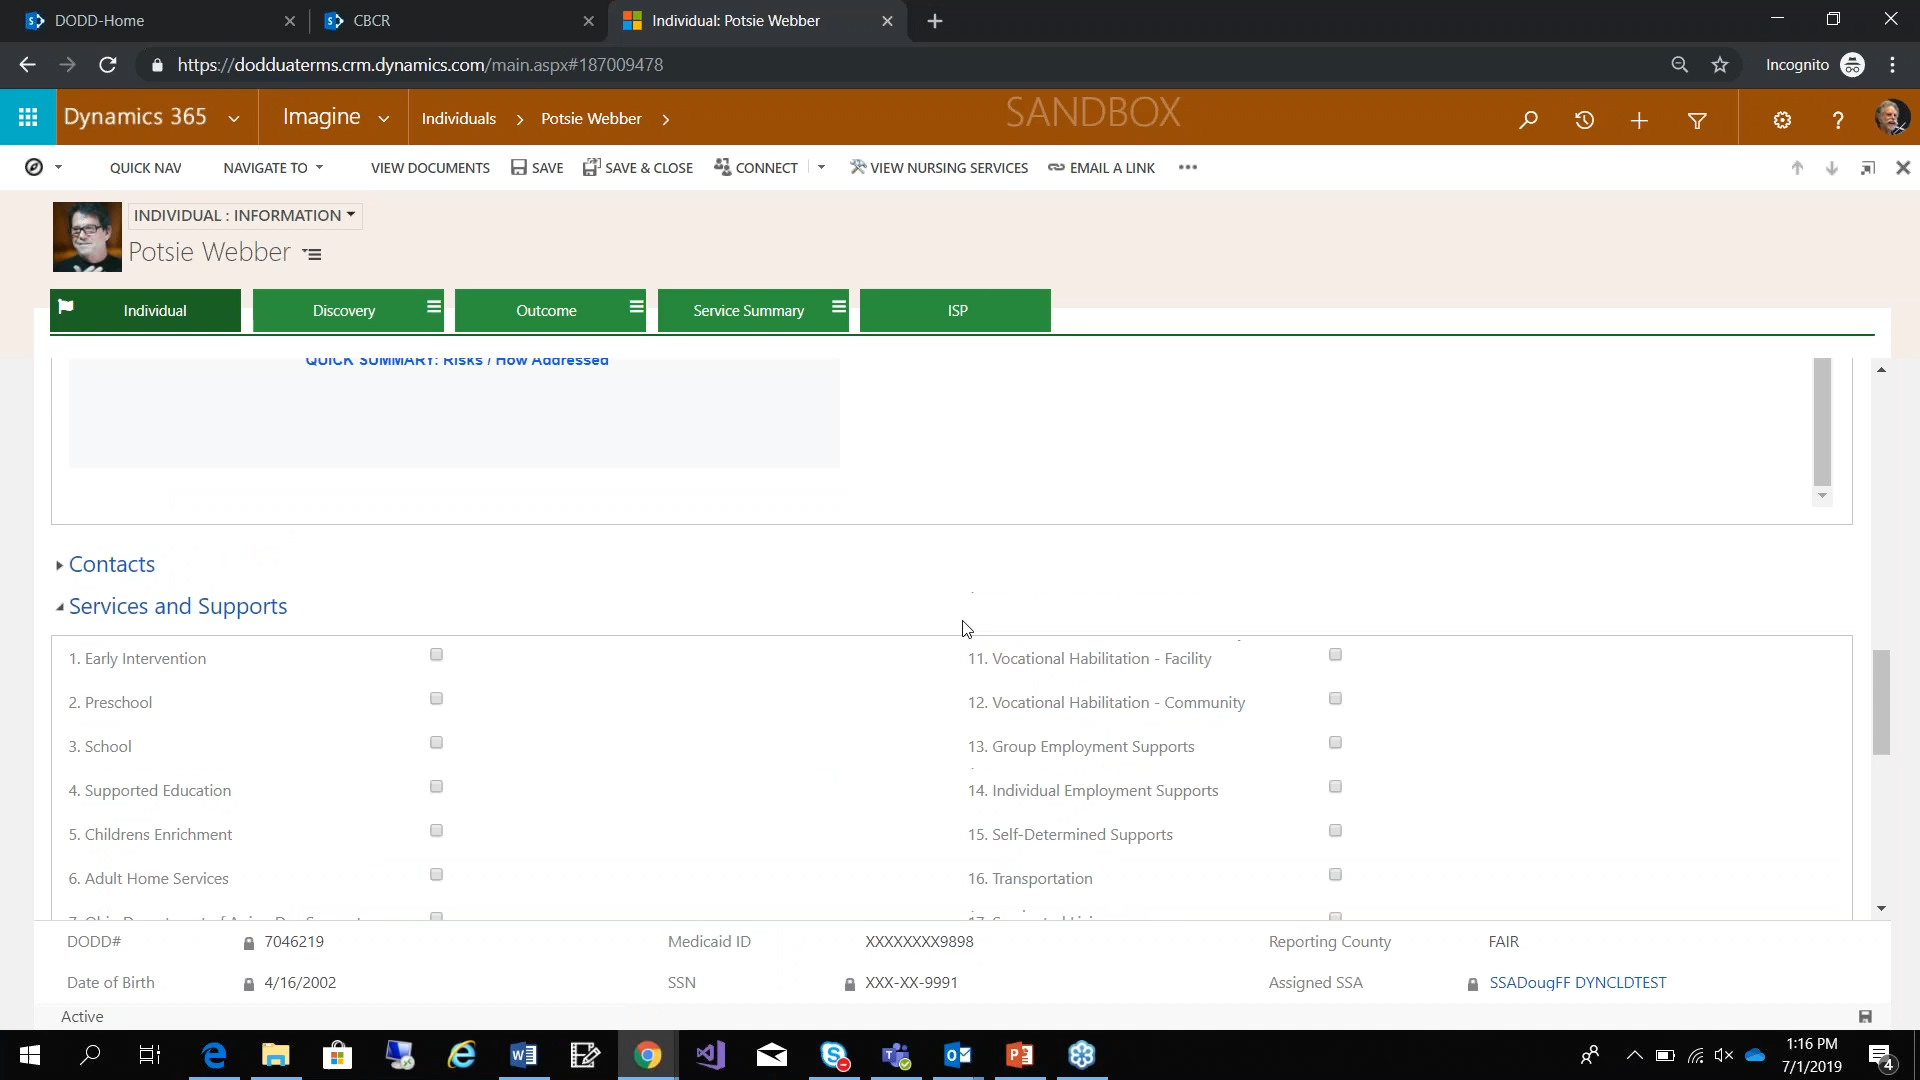 DODD-Home
CBCR
Individual: Potsie Webber
https://dodduaterms.crm.dynamics.com/main.aspx#187009478
Incognito
Dynamics 365
Imagine
Individuals
Potsie Webber
SANDBOX
QUICK NAV
NAVIGATE TO
VIEW DOCUMENTS
SAVE
SAVE & CLOSE
CONNECT
VIEW NURSING SERVICES
EMAIL A LINK
INDIVIDUAL : INFORMATION
Potsie Webber
Individual
Discovery
Outcome
Service Summary
ISP
QUICK SUMMARY: Risks / How Addressed
Contacts
Services and Supports
1. Early Intervention
11. Vocational Habilitation - Facility
2. Preschool
12. Vocational Habilitation - Community
3. School
13. Group Employment Supports
4. Supported Education
14. Individual Employment Supports
5. Childrens Enrichment
15. Self-Determined Supports
6. Adult Home Services
16. Transportation
DODD#
7046219
Medicaid ID
XXXXXXXX9898
Reporting County
FAIR
Date of Birth
4/16/2002
SSN
XXX-XX-9991
Assigned SSA
SSADougFF DYNCLDTEST
Active
1:16 PM
7/1/2019
4